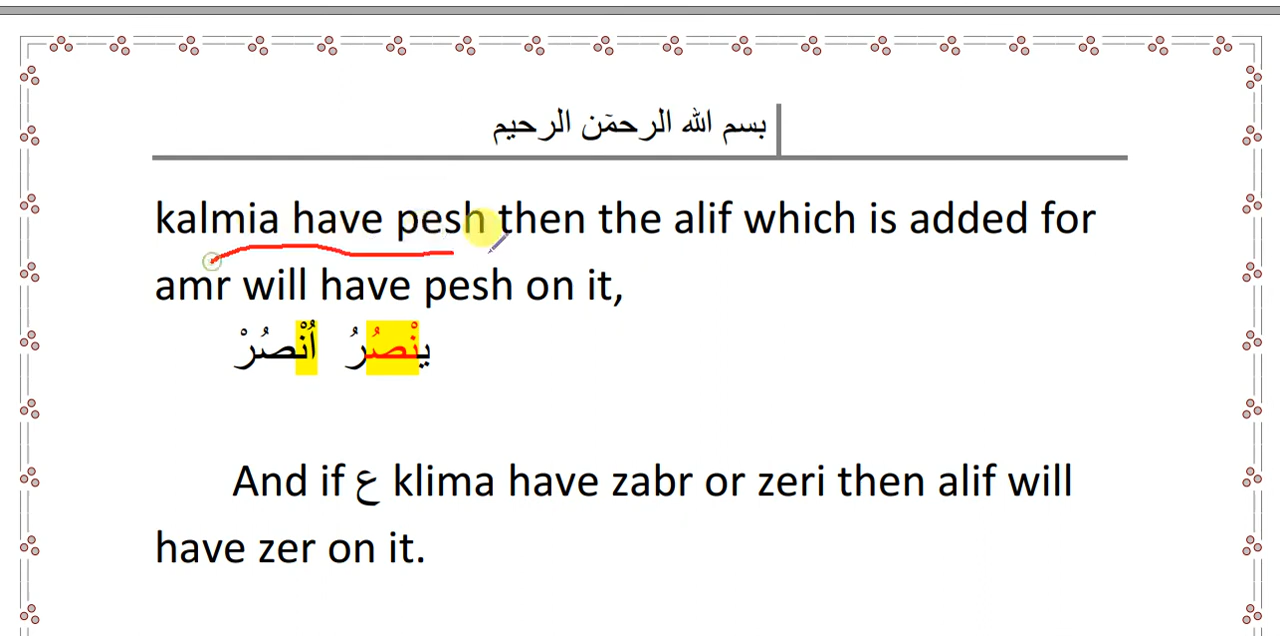 بسم الله الرحمٓن الرحيم
kalmia have pesh then the alif which is added for
amr will have pesh on it,
ينْصُرُ اُنْصُرْ
And if ع klima have zabr or zeri then alif will
have zer on it.